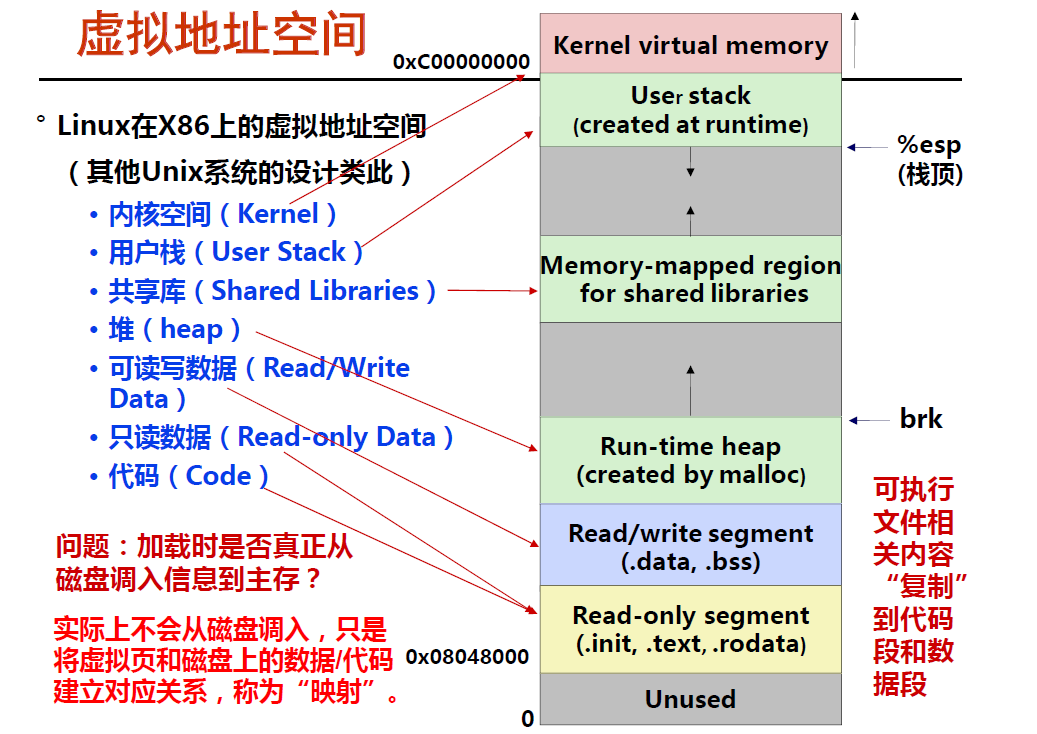 虚拟地址空间
° Linux在X86上的虚拟地址空间
（其他Unix系统的设计类此）
• 内核空间（Kernel）
• 用户栈（User Stack）
• 共享库（Shared Libraries）
• 堆（heap）
• 可读写数据（Read/Write
Data）
• 只读数据（Read-only Data）
• 代码（Code）
问题：加载时是否真正从
磁盘调入信息到主存？
实际上不会从磁盘调入，只是
将虚拟页和磁盘上的数据/代码
建立对应关系，称为“映射”。
0xC00000000
Kernel virtual memory
User stack
(created at runtime)
%esp
(栈顶)
Memory-mapped region
for shared libraries
brk
Run-time heap
(created by malloc)
Read/write segment
(.data, .bss)
Read-only segment
(.init, .text, .rodata)
0x08048000
Unused
0
可执行
文件相
关内容
“复制”
到代码
段和数
据段